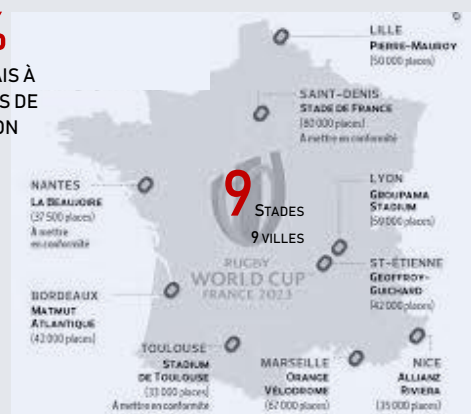 AIS À
S DE
ON
LILLE
PIERRE-MAUROY
(50 000 places)
SAINT-DENIS
STADE DE FRANCE
(80 000 places)
A mettre en conformité
NANTES
LA BEAUJOIRE
(37 500 places)
A mettre
en conformité
9
STADES
9 VILLES
LYON
GROUPAMA
STADIUM
(59 000 places)
RUGBY
WORLD CUP
FRANCE 2023
ST-ÉTIENNE
GEOFFROY-
GUICHARD
(42 000 places)
BORDEAUX
MATMUT
ATLANTIQUE
(42 000 places)
TOULOUSE
STADIUM
DE TOULOUSE
(33 000 places)
A mettre en conformité
MARSEILLE
ORANGE
VÉLODROME
(67 000 places)
NICE
ALLIANZ
RIVIERA
(35 000 places)